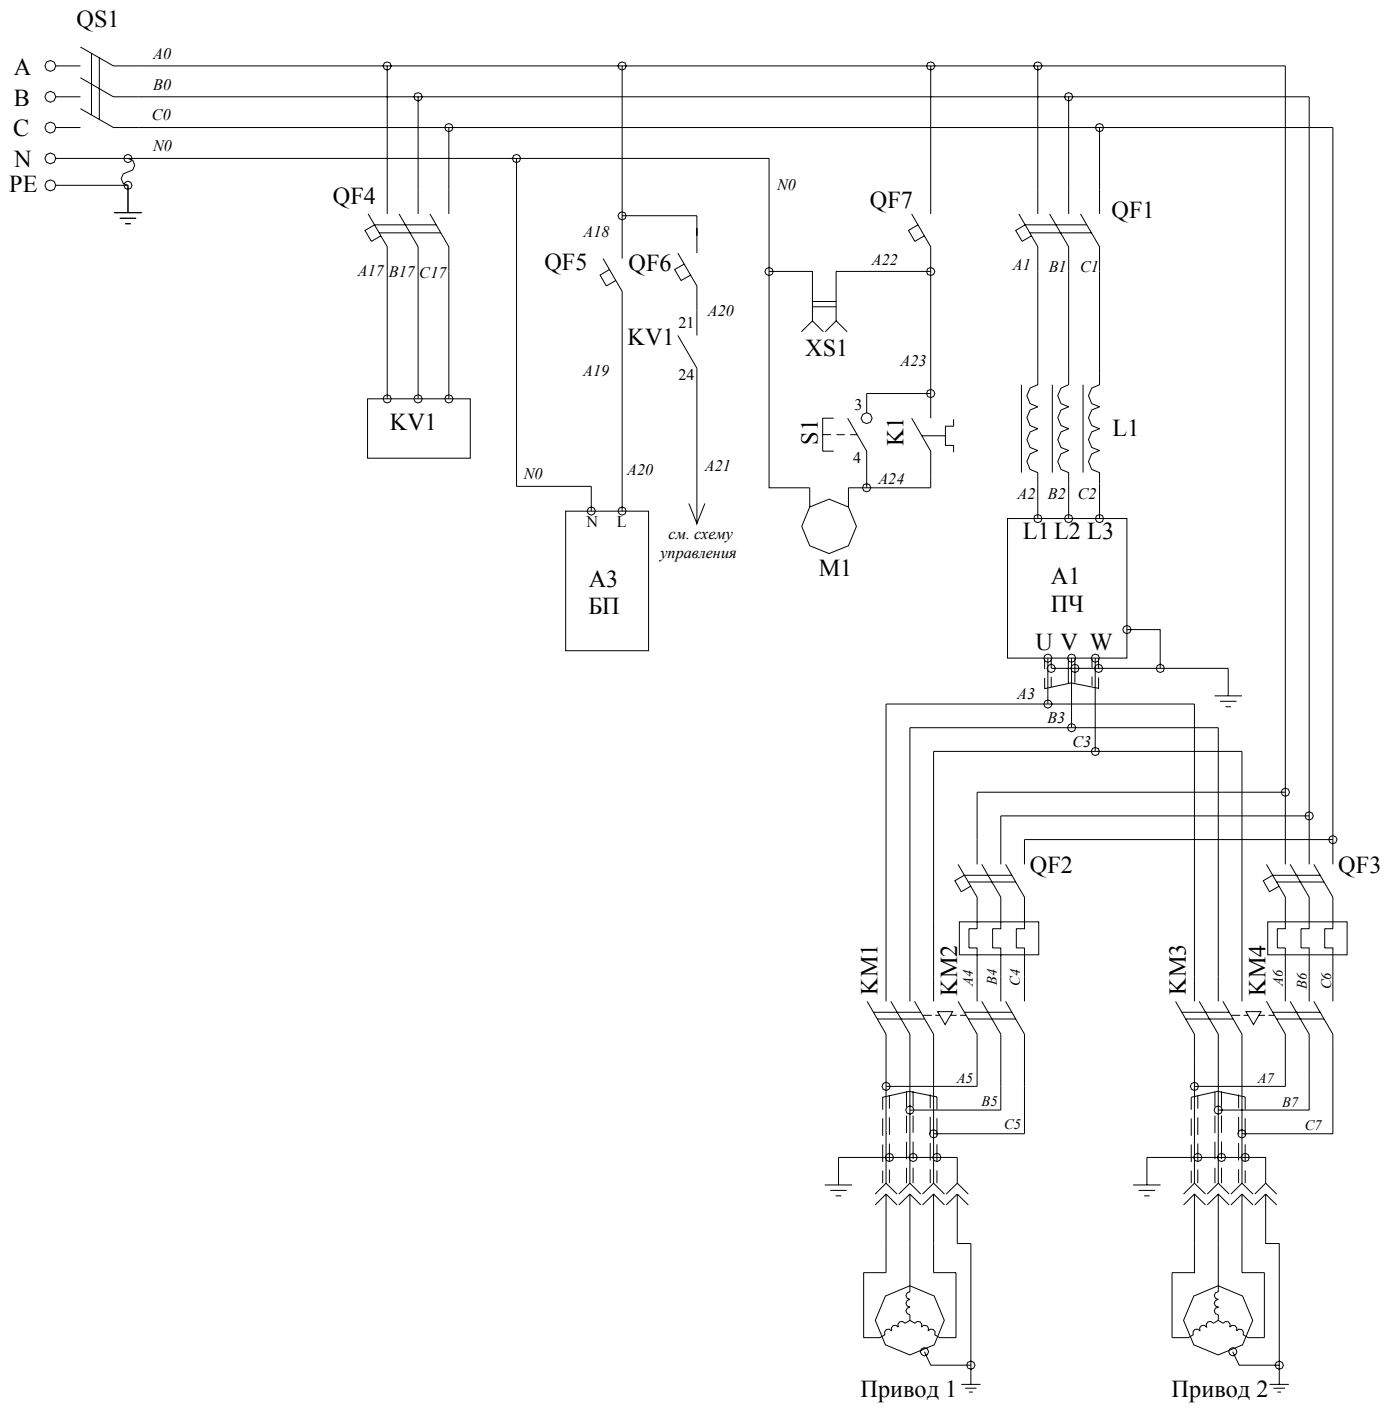 QS1
A
A0
B
B0
C
C0
N
N0
PE
N0
QF4
QF7
QF1
A17 B17 C17
A18
QF5
QF6
A22
A1 B1 C1
A20
21
KV1
24
XS1
A19
A23
KV1
3
S1
4
K1
L1
N0
A20
A21
A24
A2 B2 C2
N L
см. схему
управления
L1 L2 L3
А3
БП
M1
А1
ПЧ
U V W
A3
B3
C3
QF2
QF3
KM1
KM2
A4 B4 C4
KM3
KM4
A6 B6 C6
A5
B5
C5
A7
B7
C7
Привод 1
Привод 2